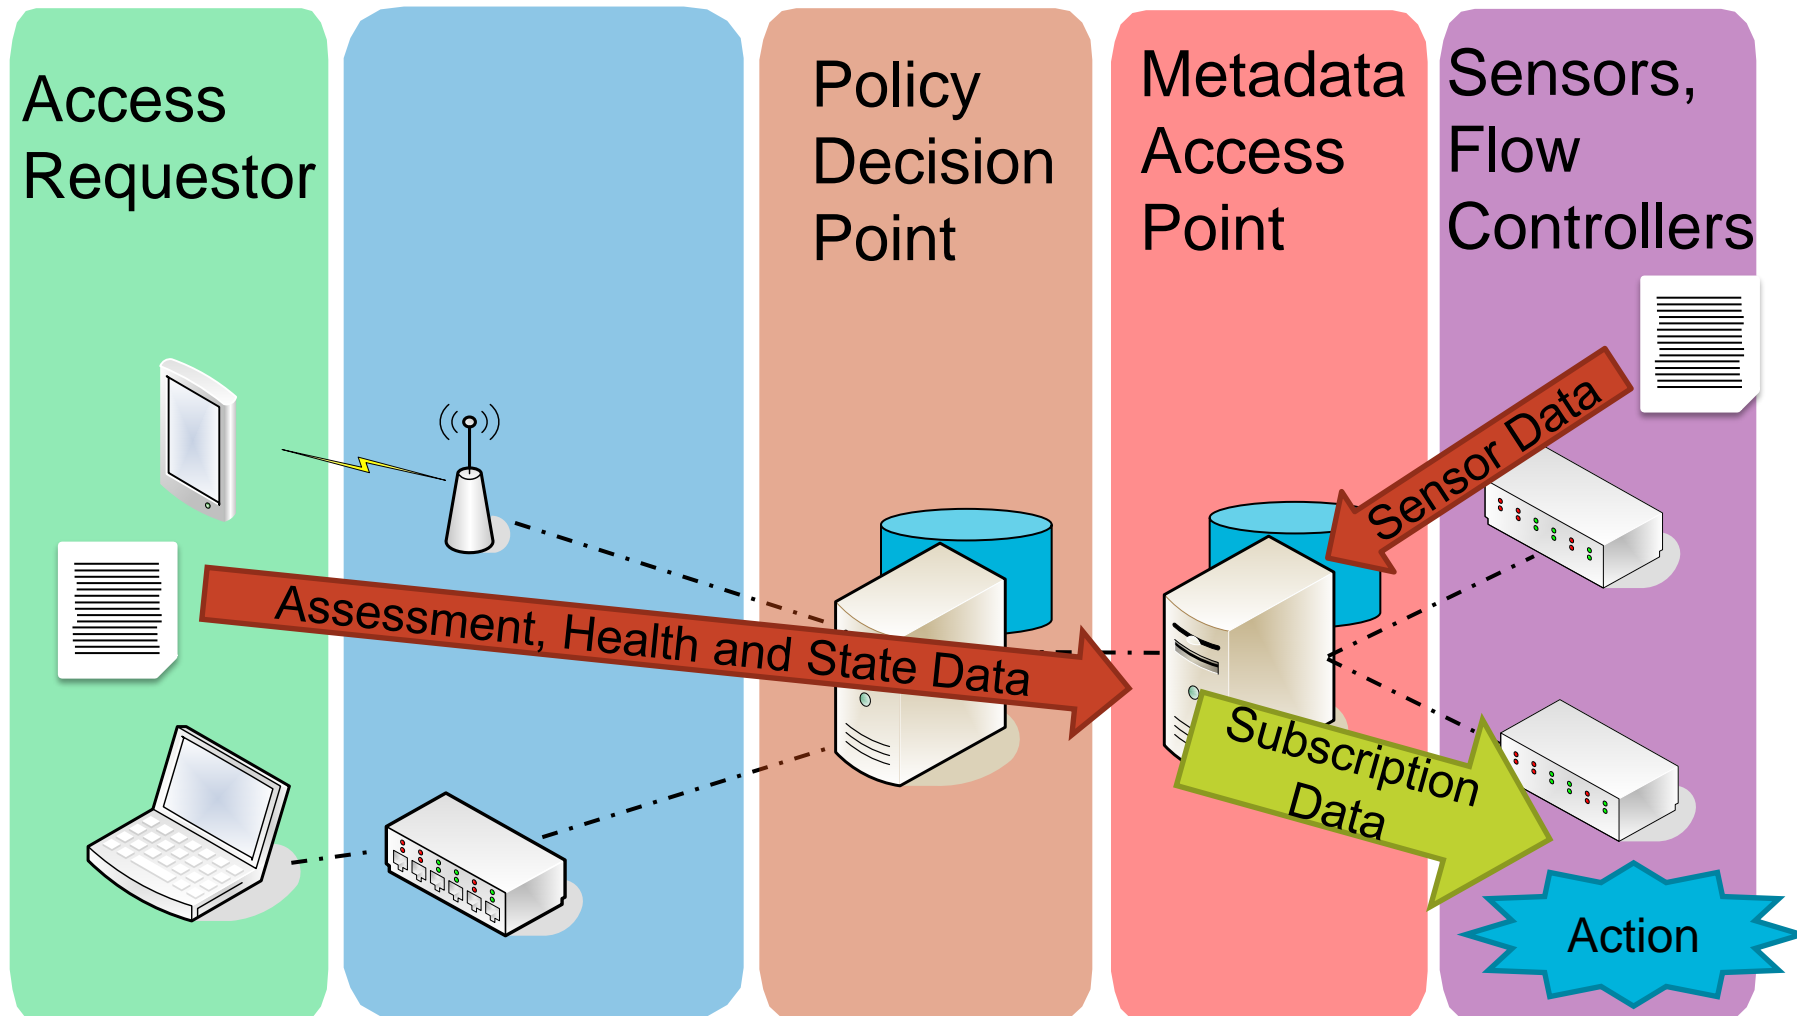 Access
Requestor
Policy
Decision
Point
Metadata
Access
Point
Sensors,
Flow
Controllers
Sensor Data
Assessment, Health and State Data
Subscription
Data
Action